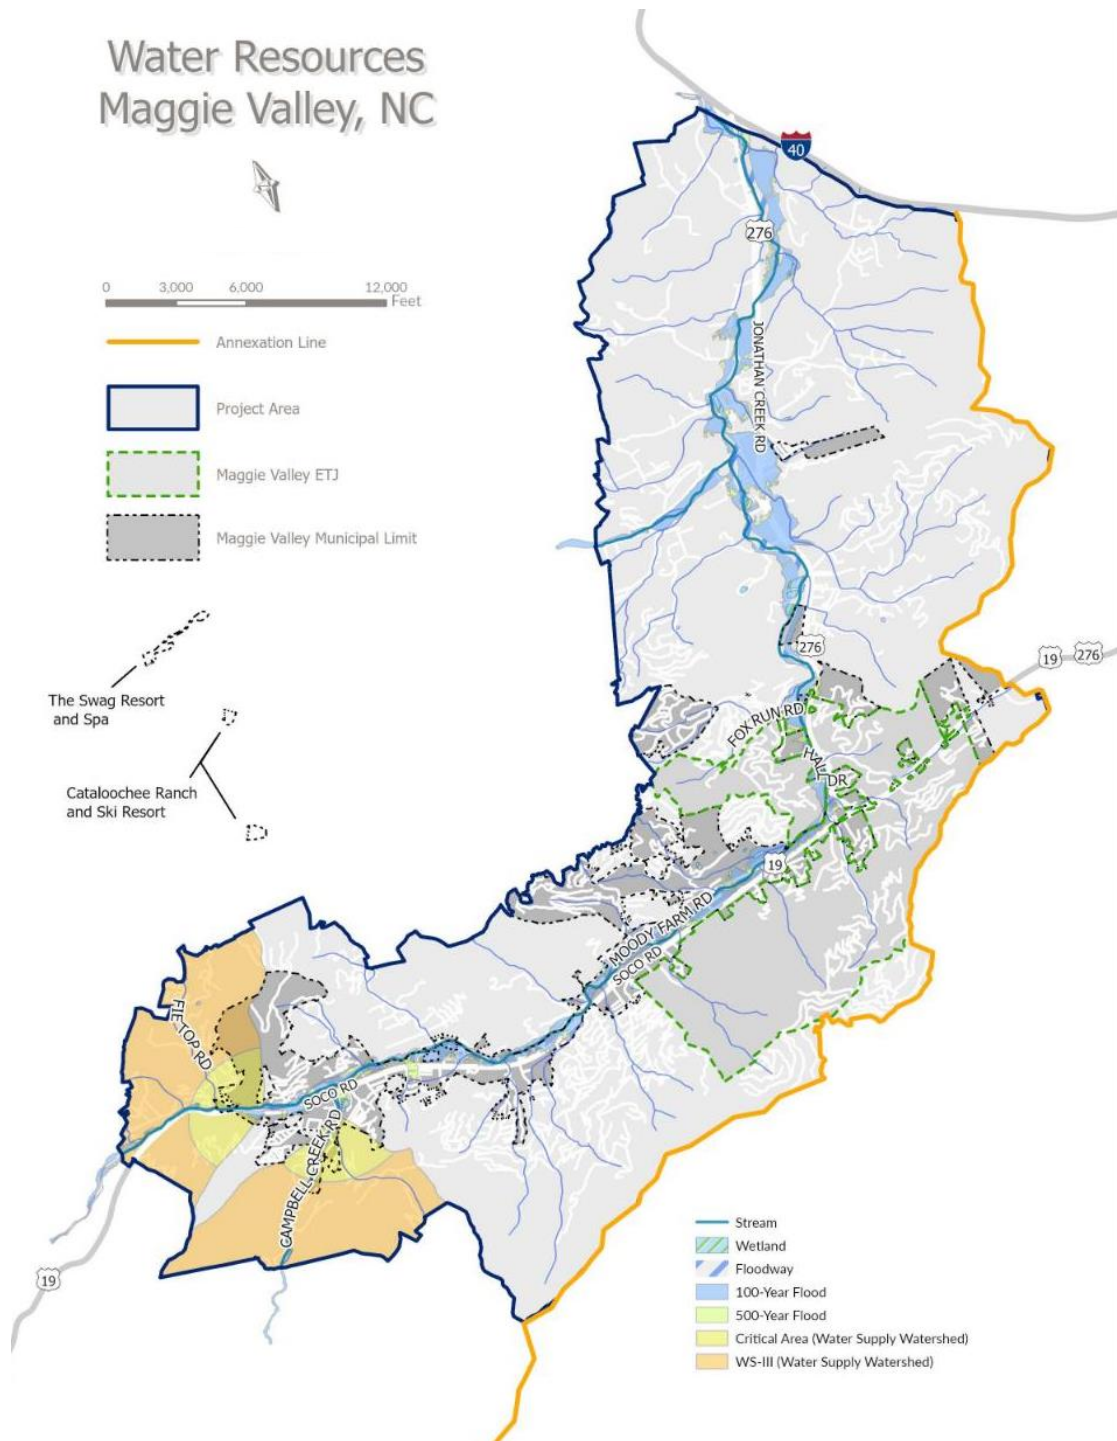 Water Resources
Maggie Valley, NC
0 3,000 6,000 12,000
Feet
Annexation Line
Project Area
Maggie Valley ETJ
Maggie Valley Municipal Limit
The Swag Resort
and Spa
Cataloochee Ranch
and Ski Resort
40
276
JONATHAN CREEK RD
276
19
276
FOX RUN RD
HALL DR
19
MOODY FARM RD
SOCO RD
FIE TOP RD
SOCO RD
CAMPBELL CREEK RD
19
Stream
Wetland
Floodway
100-Year Flood
500-Year Flood
Critical Area (Water Supply Watershed)
WS-III (Water Supply Watershed)